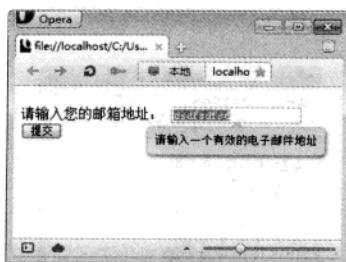 Opera
file://localhost/C:/Us...
本地 localho
请输入您的邮箱地址：
提交
请输入一个有效的电子邮件地址